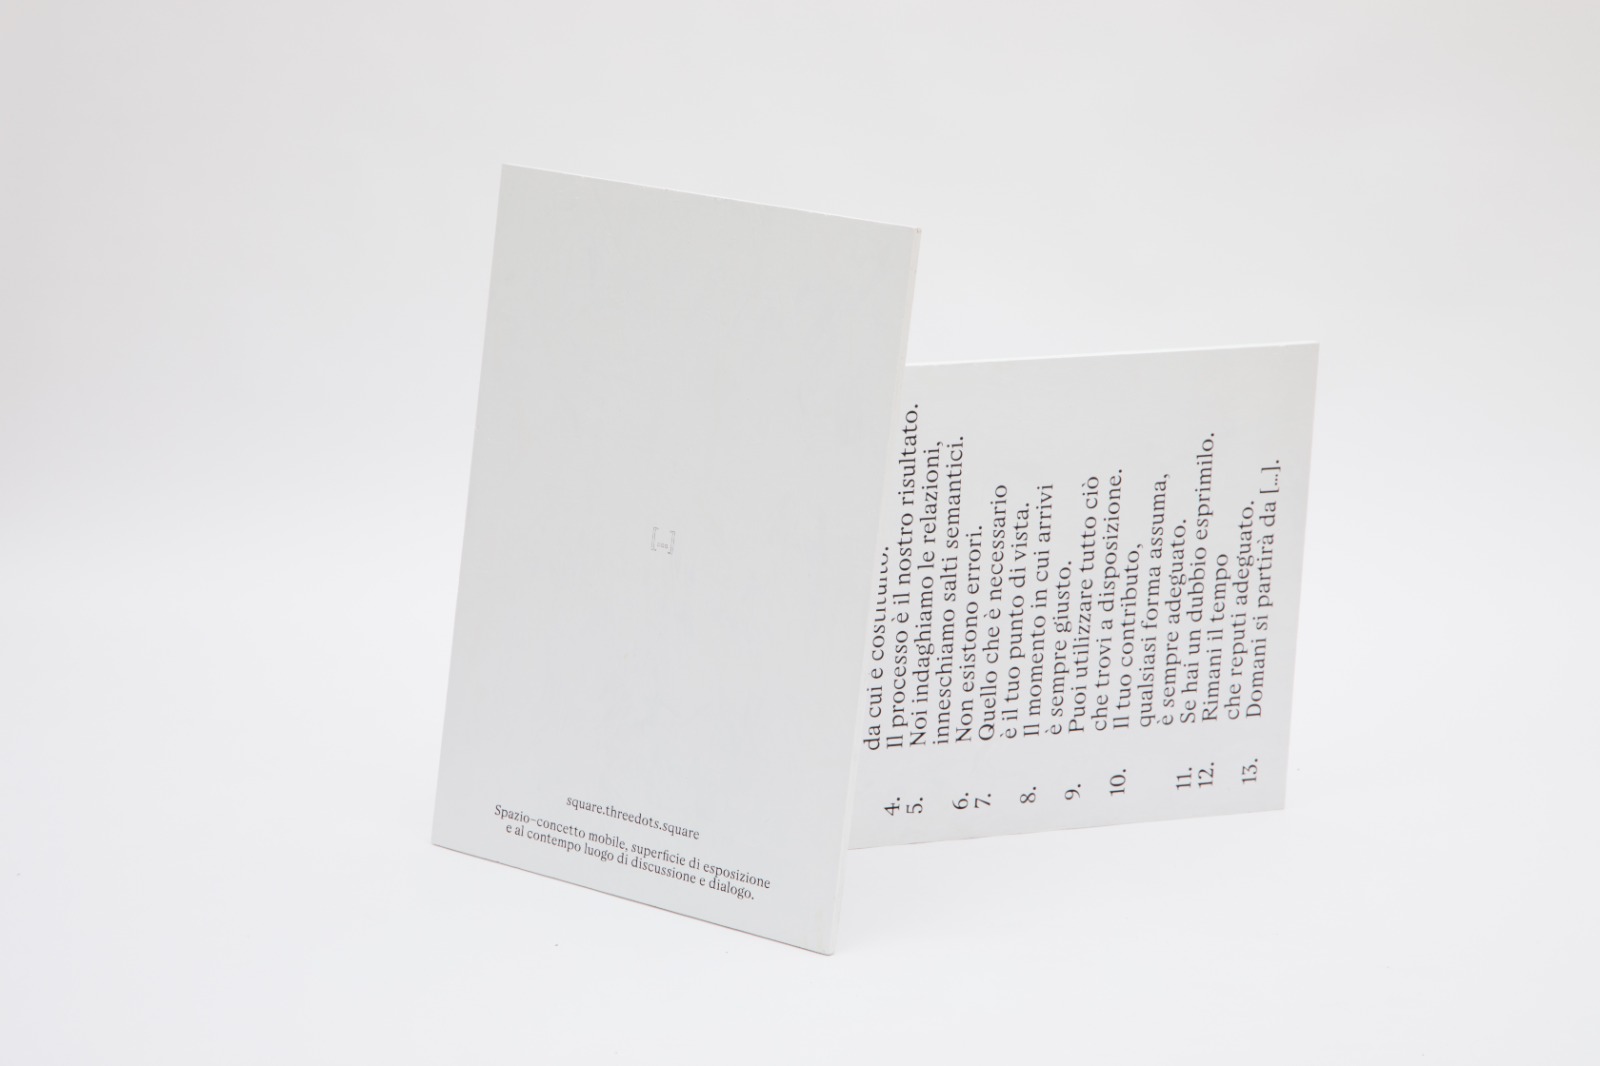 [...]
square.threedots.square
Spazio–concetto mobile, superficie di esposizione
e al contempo luogo di discussione e dialogo.
da cui è costituito.
4. Il processo è il nostro risultato.
5. Noi indaghiamo le relazioni,
inneschiamo salti semantici.
6. Non esistono errori.
7. Quello che è necessario
è il tuo punto di vista.
8. Il momento in cui arrivi
è sempre giusto.
9. Puoi utilizzare tutto ciò
che trovi a disposizione.
10. Il tuo contributo,
qualsiasi forma assuma,
è sempre adeguato.
11. Se hai un dubbio esprimilo.
12. Rimani il tempo
che reputi adeguato.
13. Domani si partirà da [...].